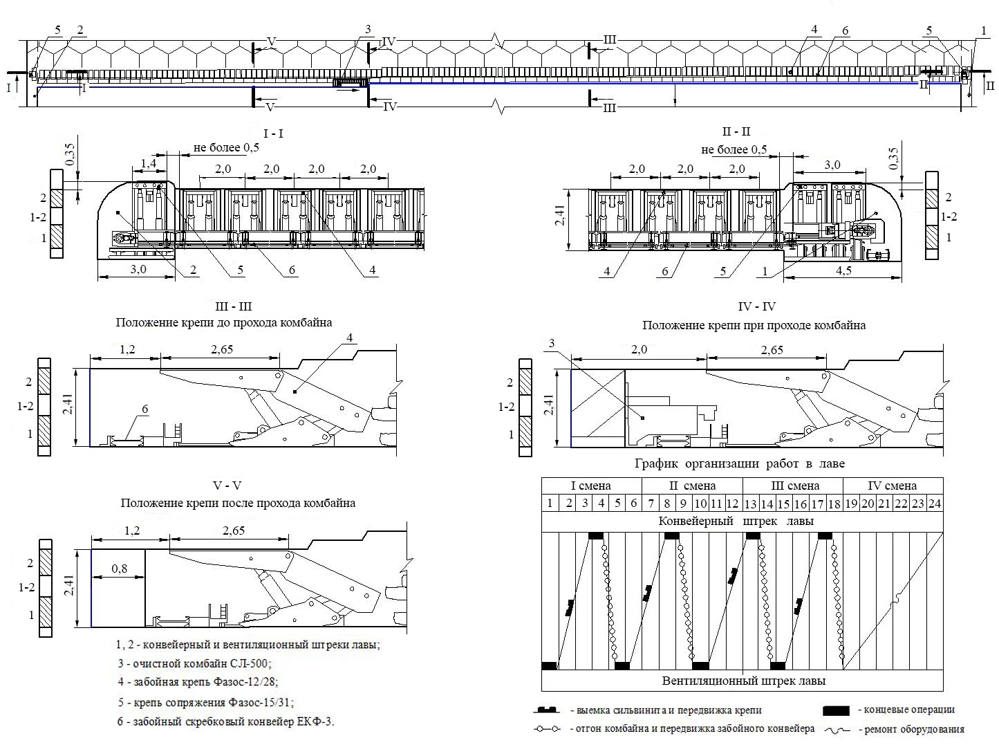 5 2 V 3 IV III 4 6 5 1
I I V IV III II II
I - I
не более 0,5
0,35
1,4 2,0 2,0 2,0 2,0
2
1-2
1
3,0 2 5 6 4
II - II
не более 0,5
0,35
2,0 2,0 2,0 3,0
2,41
2
1-2
1
4 6 5 1 4,5
III - III
Положение крепи до прохода комбайна
1,2 2,65 4
2
1-2
1
2,41
6
IV - IV
Положение крепи при проходе комбайна
3 2,0 2,65
2
1-2
1
2,41
V - V
Положение крепи после прохода комбайна
1,2 2,65
0,8
2
1-2
1
2,41
График организации работ в лаве
I смена II смена III смена IV смена
1 2 3 4 5 6 7 8 9 10 11 12 13 14 15 16 17 18 19 20 21 22 23 24
Конвейерный штрек лавы
Вентиляционный штрек лавы
- выемка сильвинита и передвижка крепи
- концевые операции
- отгон комбайна и передвижка забойного конвейера
- ремонт оборудования
1, 2 - конвейерный и вентиляционный штреки лавы;
3 - очистной комбайн СЛ-500;
4 - забойная крепь Фазос-12/28;
5 - крепь сопряжения Фазос-15/31;
6 - забойный скребковый конвейер ЕКФ-3.